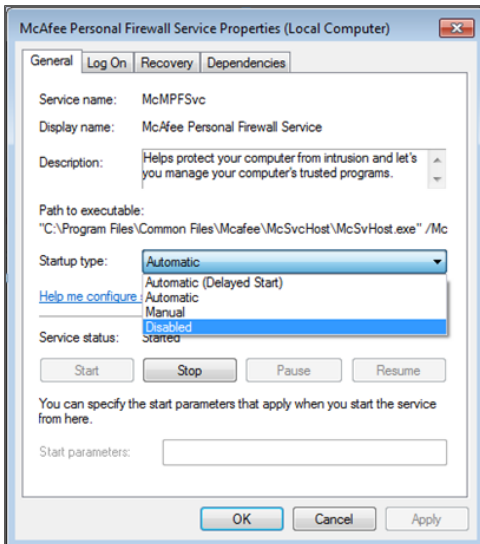 McAfee Personal Firewall Service Properties (Local Computer)
General Log On Recovery Dependencies
Service name: McMPFSvc
Display name: McAfee Personal Firewall Service
Description: Helps protect your computer from intrusion and let's
you manage your computer's trusted programs.
Path to executable:
"C:\Program Files\Common Files\Mcafee\McSvcHost\McSvHost.exe" /Mc
Startup type: Automatic
Automatic (Delayed Start)
Help me configure Automatic
Manual
Disabled
Service status: Started
Start Stop Pause Resume
You can specify the start parameters that apply when you start the service
from here.
Start parameters:
OK Cancel Apply